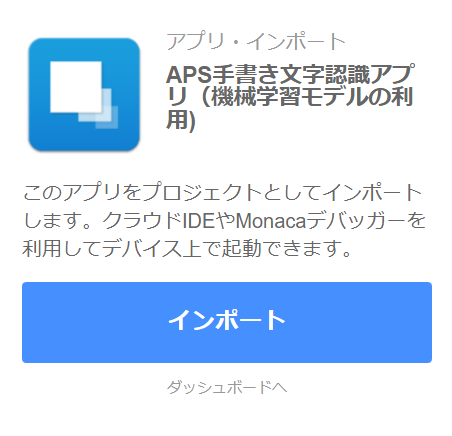 アプリ・インポート
APS手書き文字認識アプ
リ（機械学習モデルの利
用)
このアプリをプロジェクトとしてインポート
します。クラウドIDEやMonacaデバッガーを
利用してデバイス上で起動できます。
インポート
ダッシュボードへ